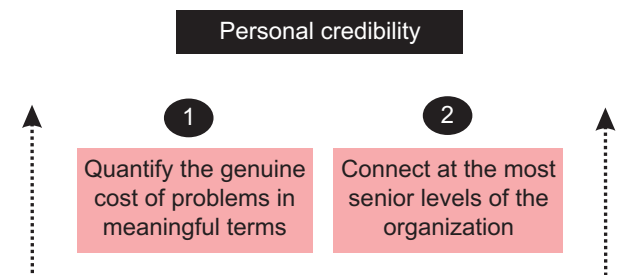 Personal credibility
1
2
Quantify the genuine
cost of problems in
meaningful terms
Connect at the most
senior levels of the
organization